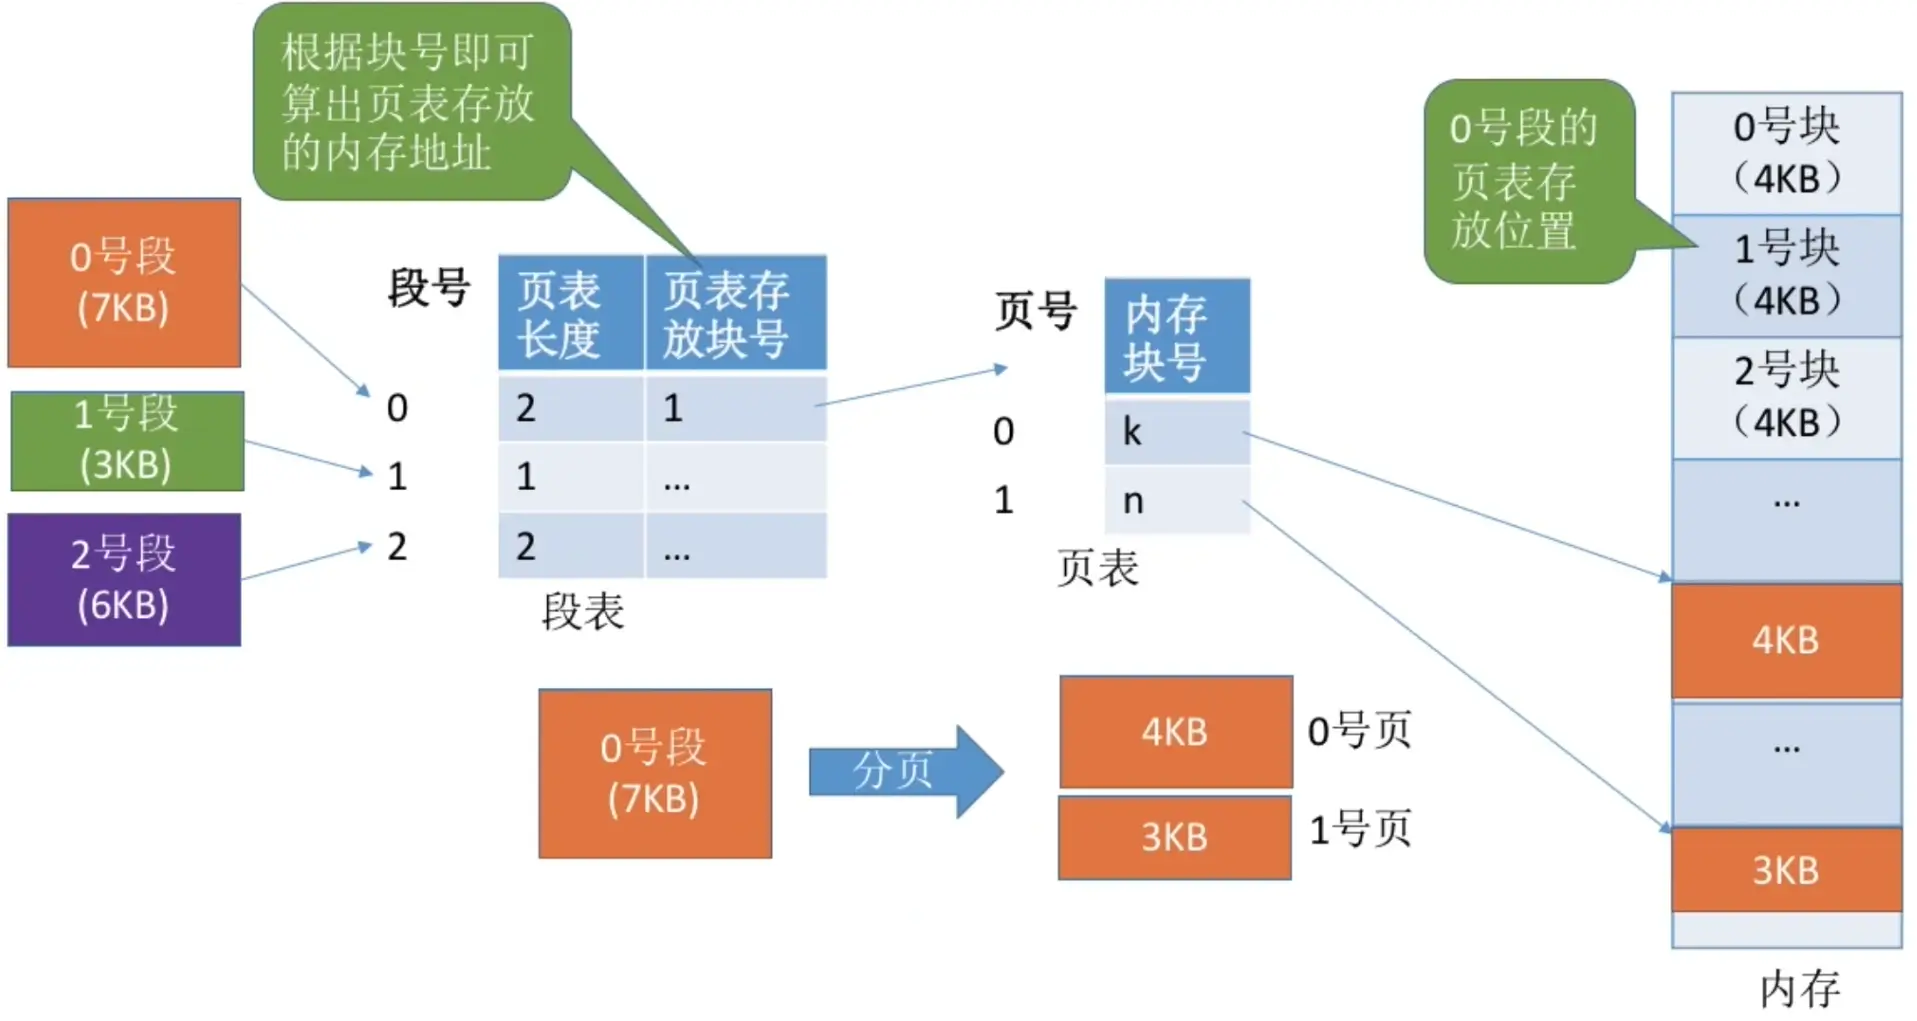 根据块号即可
算出页表存放
的内存地址
0号段的
页表存
放位置
0号段
(7KB)
1号段
(3KB)
2号段
(6KB)
段号
页表
长度
页表存
放块号
0
2
1
1
1
...
2
2
...
段表
页号
内存
块号
0
k
1
n
页表
0号块
（4KB）
1号块
（4KB）
2号块
（4KB）
...
4KB
...
3KB
内存
0号段
(7KB)
分页
4KB
0号页
3KB
1号页